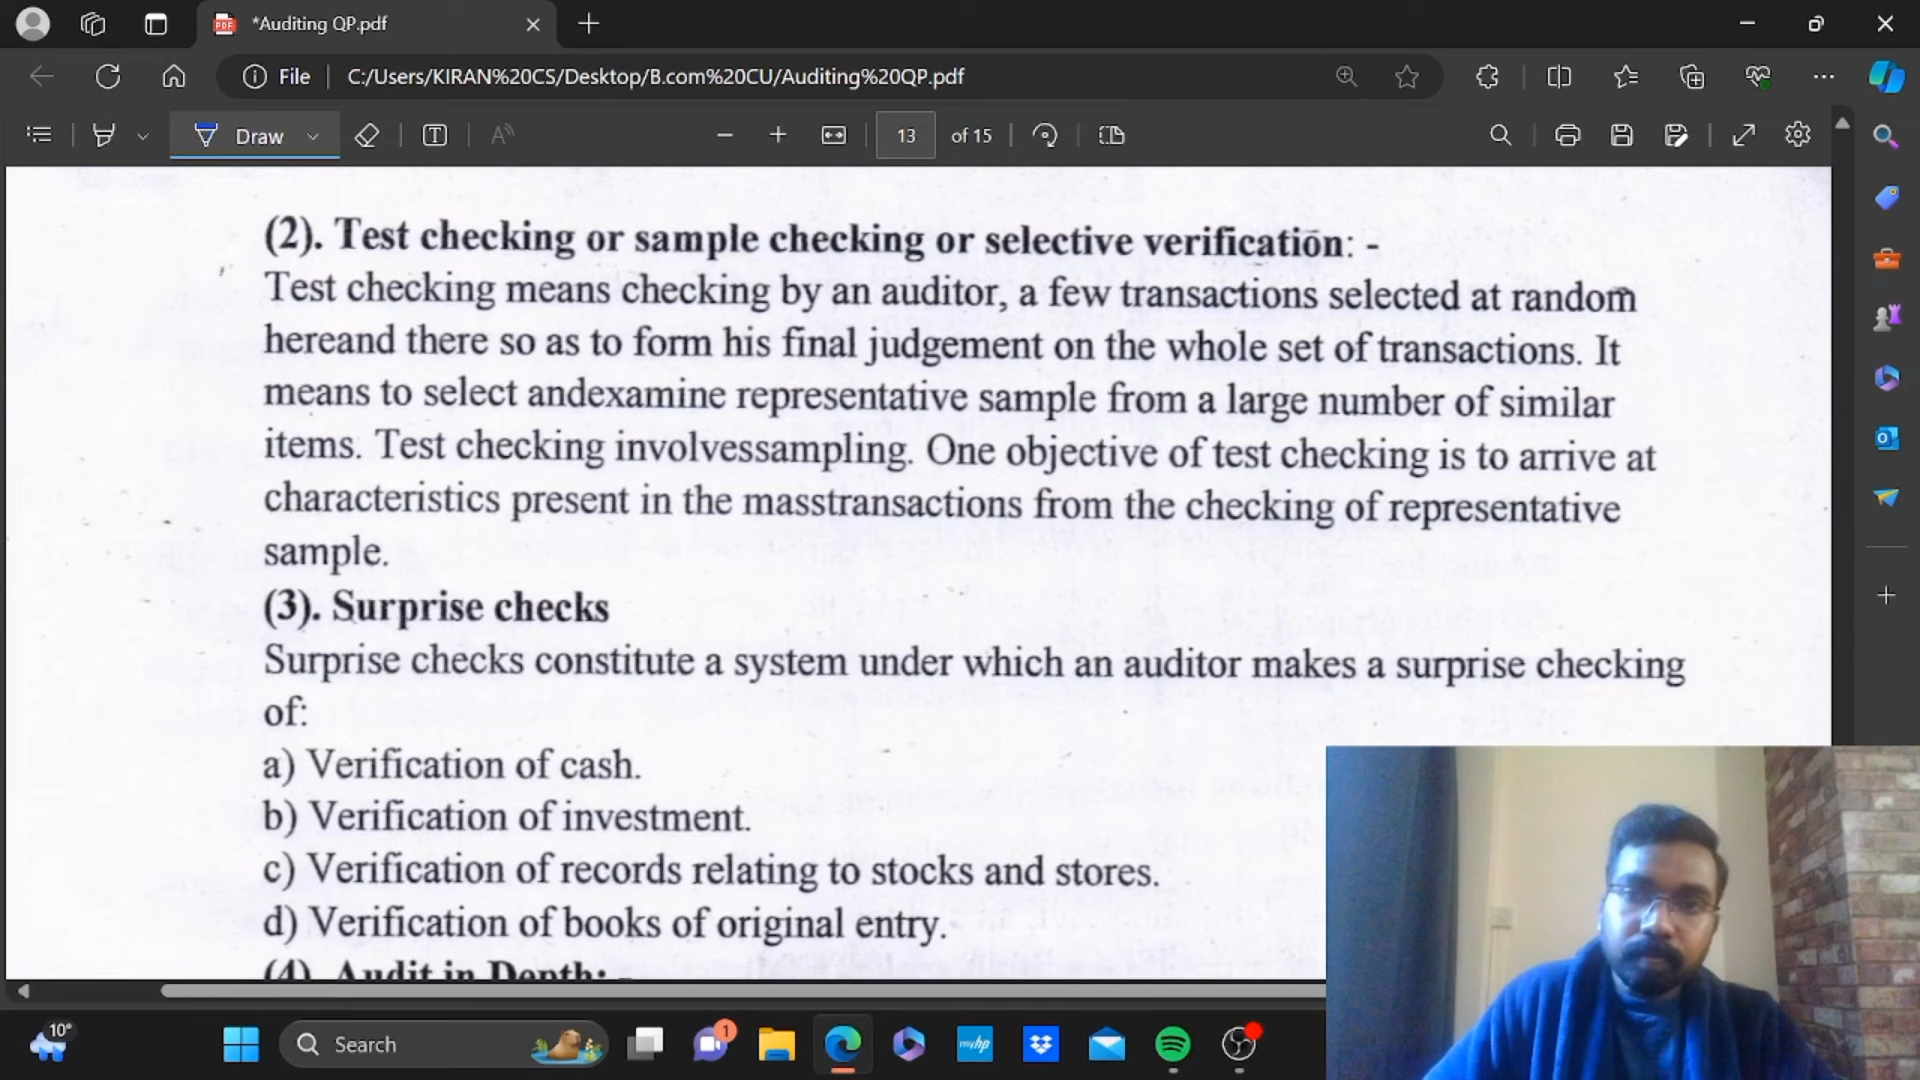 *Auditing QP.pdf
File
C:/Users/KIRAN%20CS/Desktop/B.com%20CU/Auditing%20QP.pdf
Draw
13 of 15
(2). Test checking or sample checking or selective verification: -
Test checking means checking by an auditor, a few transactions selected at random
hereand there so as to form his final judgement on the whole set of transactions. It
means to select andexamine representative sample from a large number of similar
items. Test checking involvessampling. One objective of test checking is to arrive at
characteristics present in the masstransactions from the checking of representative
sample.
(3). Surprise checks
Surprise checks constitute a system under which an auditor makes a surprise checking
of:
a) Verification of cash.
b) Verification of investment.
c) Verification of records relating to stocks and stores.
d) Verification of books of original entry.
(4). Audit in Depth: -
10°
Search
1
myhp